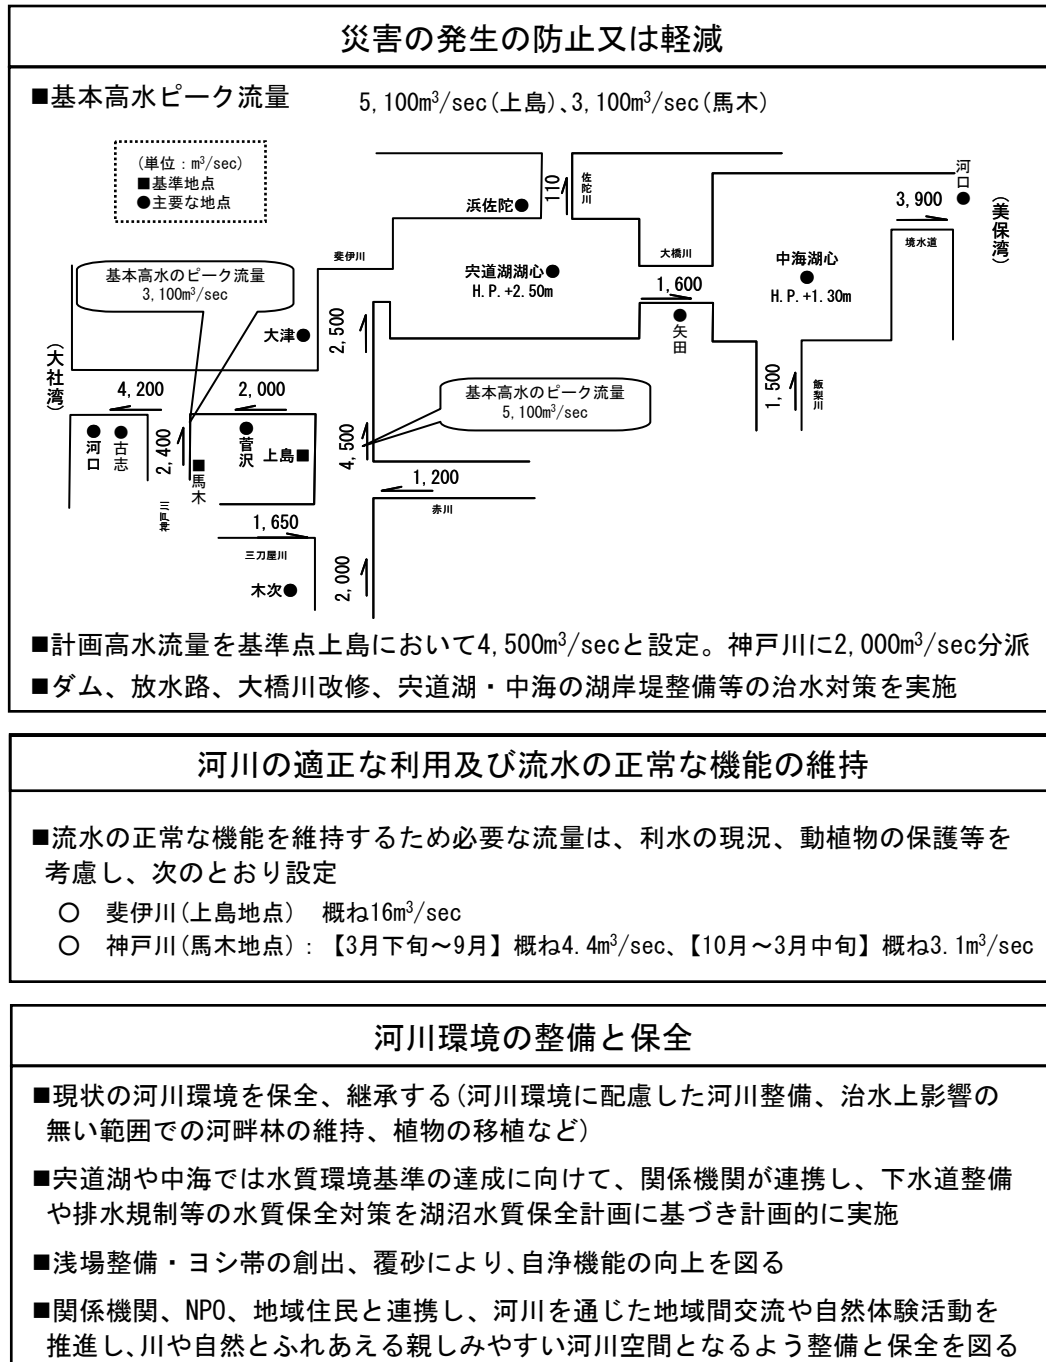 災害の発生の防止又は軽減
■基本高水ピーク流量　5,100m³/sec(上島)、3,100m³/sec(馬木)
(単位：m³/sec)
■基準地点
●主要な地点
浜佐陀●
110
佐陀川
河口●
3,900
(美保湾)
境水道
斐伊川
宍道湖湖心●
H.P.+2.50m
大橋川
1,600
●矢田
中海湖心
●
H.P.+1.30m
基本高水のピーク流量
3,100m³/sec
大津●
2,500
(大社湾)
4,200
2,000
基本高水のピーク流量
5,100m³/sec
1,500
飯梨川
●河口
●古志
2,400
■馬木
●菅沢
上島■
4,500
神戸川
1,200
赤川
1,650
三刀屋川
木次●
2,000
■計画高水流量を基準点上島において4,500m³/secと設定。神戸川に2,000m³/sec分派
■ダム、放水路、大橋川改修、宍道湖・中海の湖岸堤整備等の治水対策を実施
河川の適正な利用及び流水の正常な機能の維持
■流水の正常な機能を維持するため必要な流量は、利水の現況、動植物の保護等を
考慮し、次のとおり設定
○　斐伊川(上島地点)　概ね16m³/sec
○　神戸川(馬木地点)：【3月下旬～9月】概ね4.4m³/sec、【10月～3月中旬】概ね3.1m³/sec
河川環境の整備と保全
■現状の河川環境を保全、継承する(河川環境に配慮した河川整備、治水上影響の
無い範囲での河畔林の維持、植物の移植など)
■宍道湖や中海では水質環境基準の達成に向けて、関係機関が連携し、下水道整備
や排水規制等の水質保全対策を湖沼水質保全計画に基づき計画的に実施
■浅場整備・ヨシ帯の創出、覆砂により、自浄機能の向上を図る
■関係機関、NPO、地域住民と連携し、河川を通じた地域間交流や自然体験活動を
推進し、川や自然とふれあえる親しみやすい河川空間となるよう整備と保全を図る